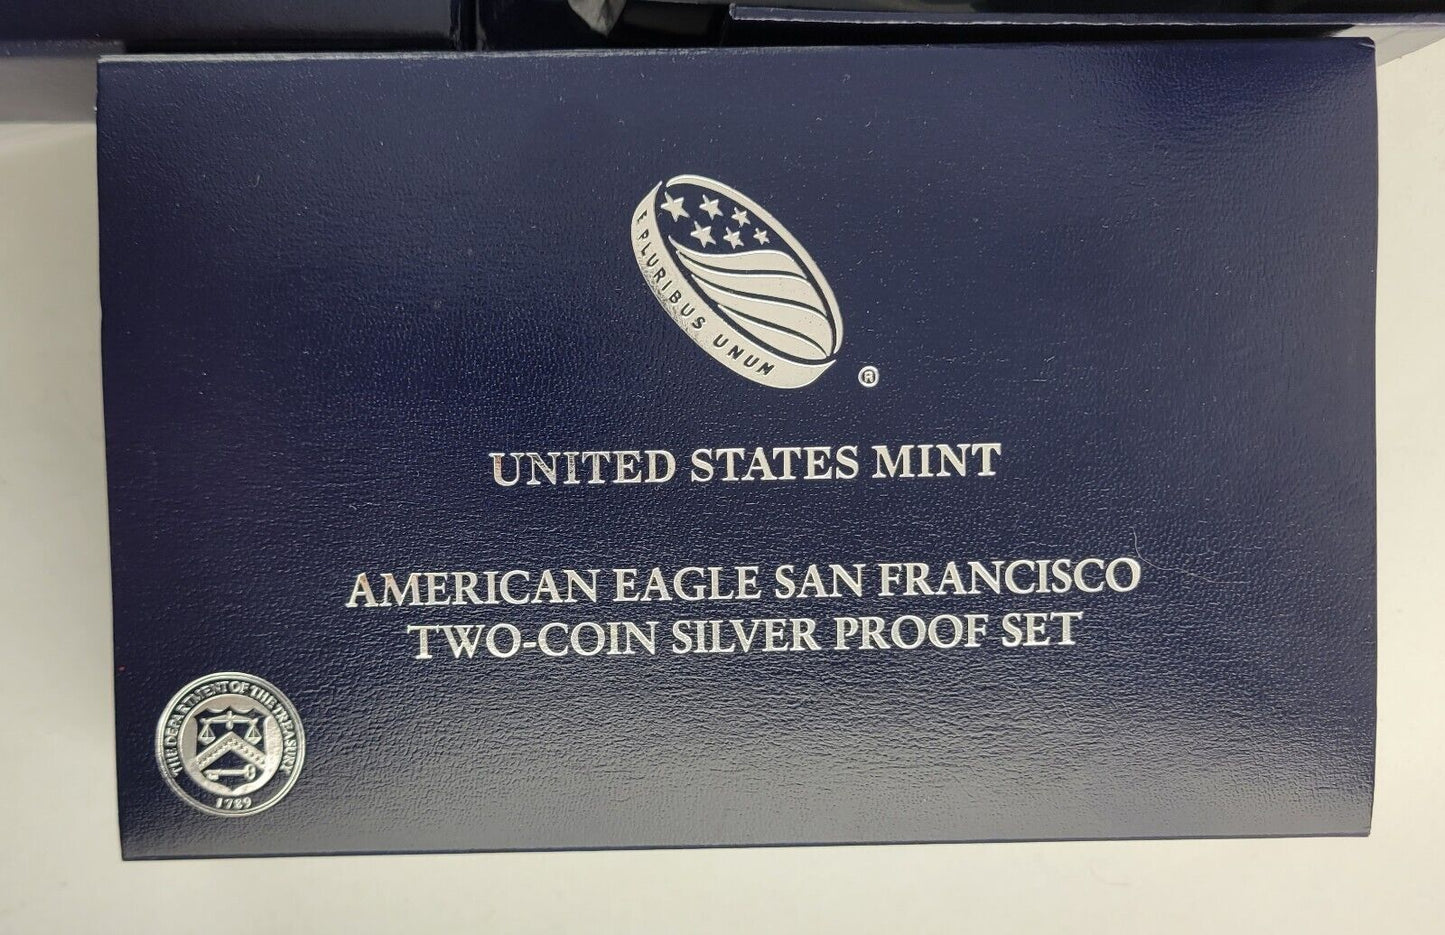 E PLURIBUS UNUM
®
UNITED STATES MINT
AMERICAN EAGLE SAN FRANCISCO
TWO-COIN SILVER PROOF SET
THE DEPARTMENT OF THE TREASURY
1789